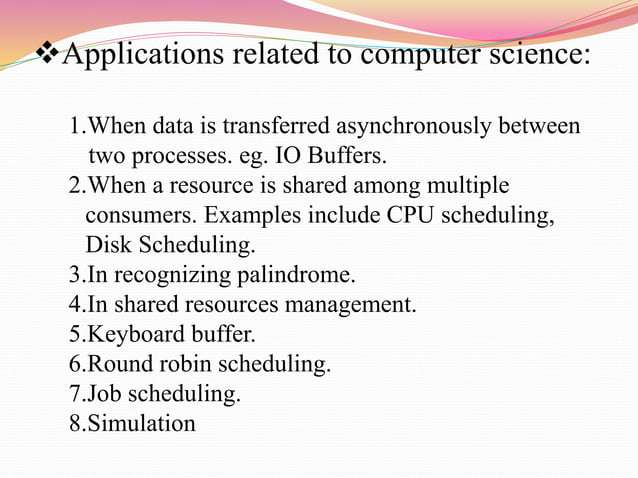 ❖Applications related to computer science:
1.When data is transferred asynchronously between
two processes. eg. IO Buffers.
2.When a resource is shared among multiple
consumers. Examples include CPU scheduling,
Disk Scheduling.
3.In recognizing palindrome.
4.In shared resources management.
5.Keyboard buffer.
6.Round robin scheduling.
7.Job scheduling.
8.Simulation